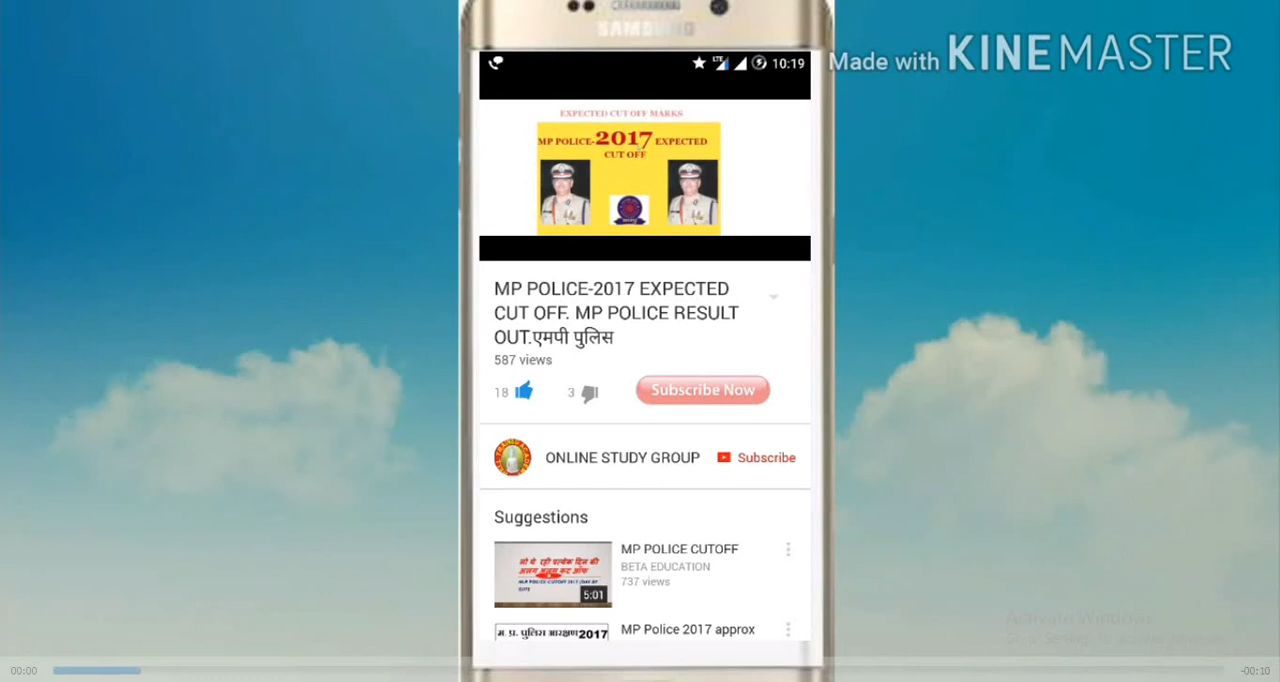 SAMSUNG
LTE
10:19
Made with KINEMASTER
EXPECTED CUT OFF MARKS
MP POLICE-2017 EXPECTED
CUT OFF
MP POLICE-2017 EXPECTED
CUT OFF. MP POLICE RESULT
OUT.एमपी पुलिस
587 views
18
3
Subscribe Now
ONLINE STUDY GROUP
Subscribe
Suggestions
MP POLICE CUTOFF
BETA EDUCATION
737 views
5:01
MP Police 2017 approx
म. प्र. पुलिस आरक्षण2017
Activate Windows
00:00
-00:10